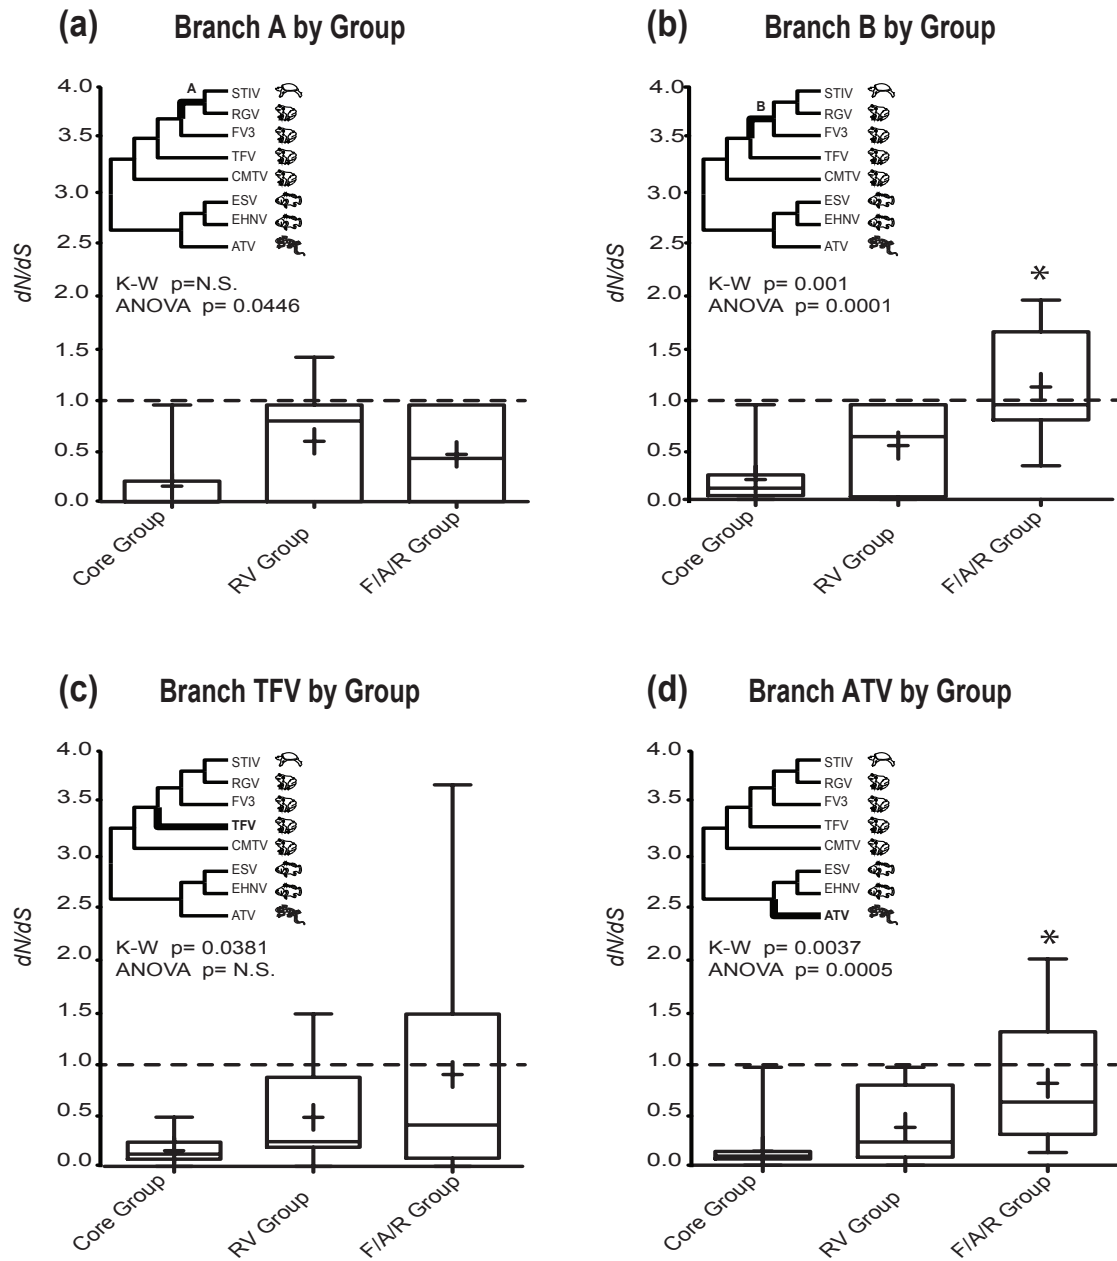 (a) Branch A by Group
4.0
3.5
3.0
2.5
2.0
1.5
1.0
0.5
0.0
dN/dS
A
STIV
RGV
FV3
TFV
CMTV
ESV
EHNV
ATV
K-W p=N.S.
ANOVA p= 0.0446
Core Group
RV Group
F/A/R Group
(b) Branch B by Group
4.0
3.5
3.0
2.5
2.0
1.5
1.0
0.5
0.0
dN/dS
B
STIV
RGV
FV3
TFV
CMTV
ESV
EHNV
ATV
K-W p= 0.001
ANOVA p= 0.0001
*
Core Group
RV Group
F/A/R Group
(c) Branch TFV by Group
4.0
3.5
3.0
2.5
2.0
1.5
1.0
0.5
0.0
dN/dS
STIV
RGV
FV3
TFV
CMTV
ESV
EHNV
ATV
K-W p= 0.0381
ANOVA p= N.S.
Core Group
RV Group
F/A/R Group
(d) Branch ATV by Group
4.0
3.5
3.0
2.5
2.0
1.5
1.0
0.5
0.0
dN/dS
STIV
RGV
FV3
TFV
CMTV
ESV
EHNV
ATV
K-W p= 0.0037
ANOVA p= 0.0005
*
Core Group
RV Group
F/A/R Group